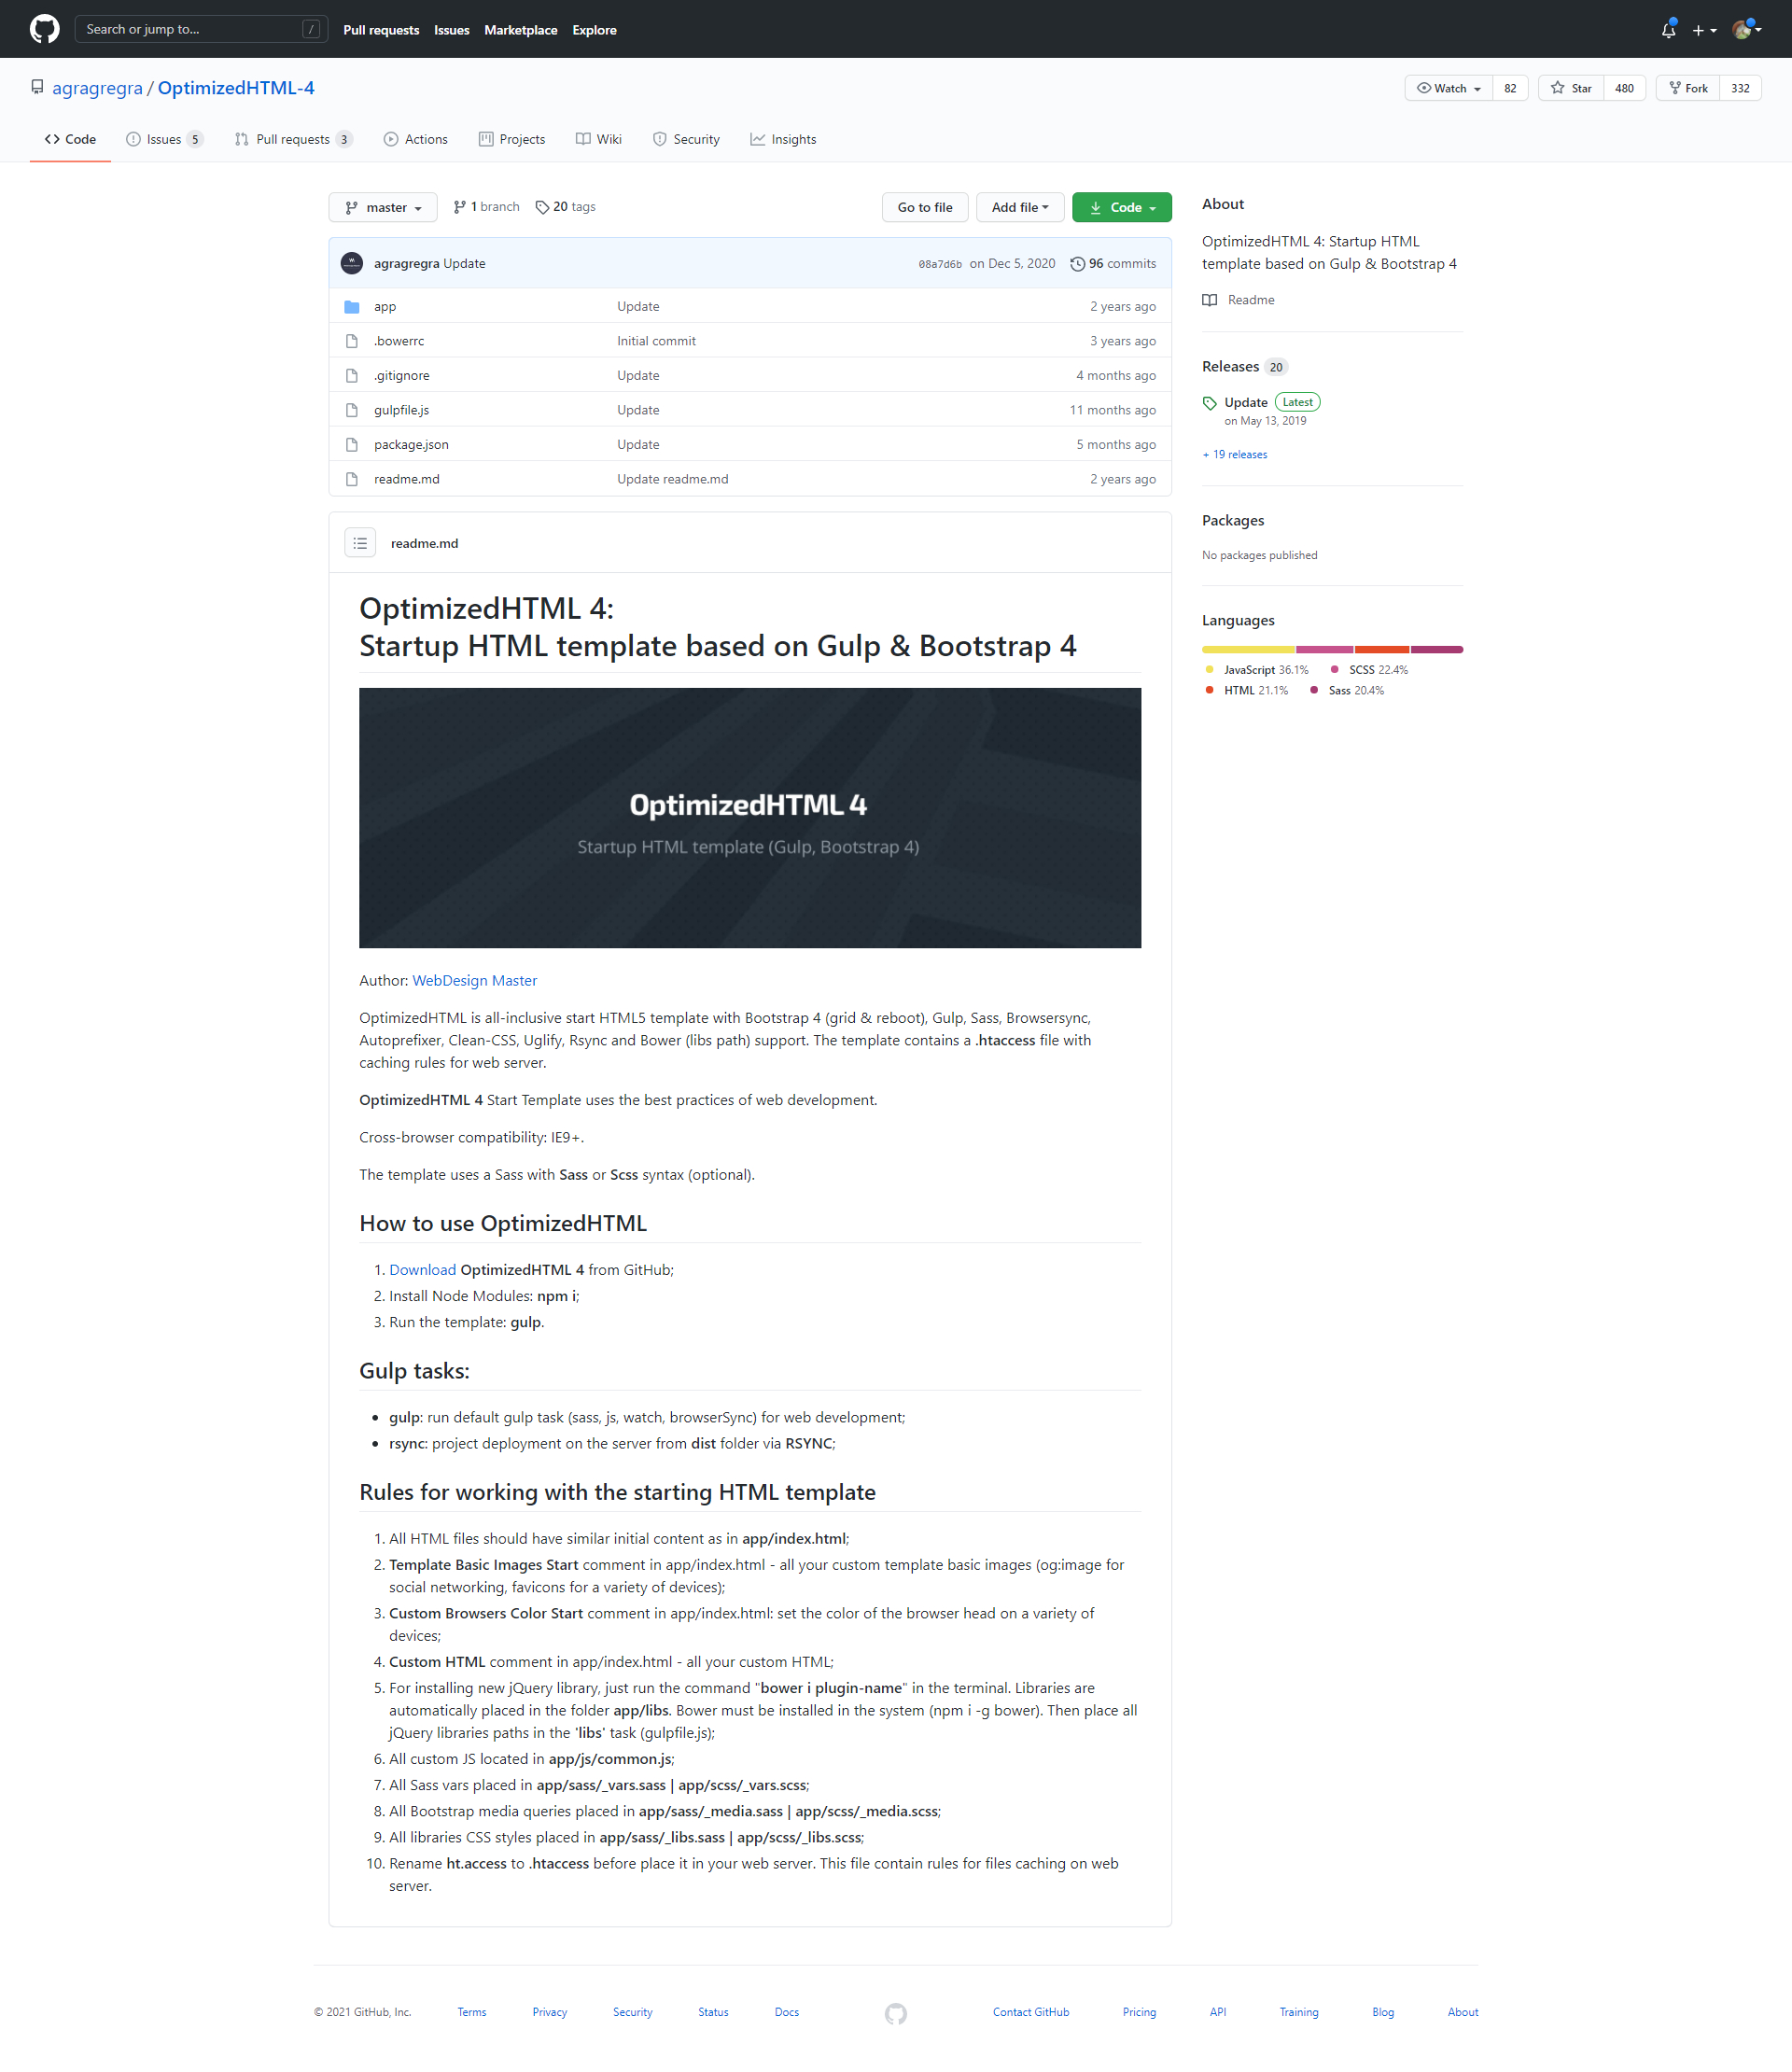 Search or jump to... /
Pull requests Issues Marketplace Explore
agragregra / OptimizedHTML-4
Watch 82 Star 480 Fork 332
Code Issues 5 Pull requests 3 Actions Projects Wiki Security Insights
master 1 branch 20 tags Go to file Add file Code
agragregra Update 08a7d6b on Dec 5, 2020 96 commits
app Update 2 years ago
.bowerrc Initial commit 3 years ago
.gitignore Update 4 months ago
gulpfile.js Update 11 months ago
package.json Update 5 months ago
readme.md Update readme.md 2 years ago
readme.md
OptimizedHTML 4:
Startup HTML template based on Gulp & Bootstrap 4
OptimizedHTML 4
Startup HTML template (Gulp, Bootstrap 4)
Author: WebDesign Master
OptimizedHTML is all-inclusive start HTML5 template with Bootstrap 4 (grid & reboot), Gulp, Sass, Browsersync,
Autoprefixer, Clean-CSS, Uglify, Rsync and Bower (libs path) support. The template contains a .htaccess file with
caching rules for web server.
OptimizedHTML 4 Start Template uses the best practices of web development.
Cross-browser compatibility: IE9+.
The template uses a Sass with Sass or Scss syntax (optional).
How to use OptimizedHTML
1. Download OptimizedHTML 4 from GitHub;
2. Install Node Modules: npm i;
3. Run the template: gulp.
Gulp tasks:
• gulp: run default gulp task (sass, js, watch, browserSync) for web development;
• rsync: project deployment on the server from dist folder via RSYNC;
Rules for working with the starting HTML template
1. All HTML files should have similar initial content as in app/index.html;
2. Template Basic Images Start comment in app/index.html - all your custom template basic images (og:image for
social networking, favicons for a variety of devices);
3. Custom Browsers Color Start comment in app/index.html: set the color of the browser head on a variety of
devices;
4. Custom HTML comment in app/index.html - all your custom HTML;
5. For installing new jQuery library, just run the command "bower i plugin-name" in the terminal. Libraries are
automatically placed in the folder app/libs. Bower must be installed in the system (npm i -g bower). Then place all
jQuery libraries paths in the 'libs' task (gulpfile.js);
6. All custom JS located in app/js/common.js;
7. All Sass vars placed in app/sass/_vars.sass | app/scss/_vars.scss;
8. All Bootstrap media queries placed in app/sass/_media.sass | app/scss/_media.scss;
9. All libraries CSS styles placed in app/sass/_libs.sass | app/scss/_libs.scss;
10. Rename ht.access to .htaccess before place it in your web server. This file contain rules for files caching on web
server.
About
OptimizedHTML 4: Startup HTML
template based on Gulp & Bootstrap 4
Readme
Releases 20
Update Latest
on May 13, 2019
+ 19 releases
Packages
No packages published
Languages
JavaScript 36.1% SCSS 22.4%
HTML 21.1% Sass 20.4%
© 2021 GitHub, Inc. Terms Privacy Security Status Docs Contact GitHub Pricing API Training Blog About